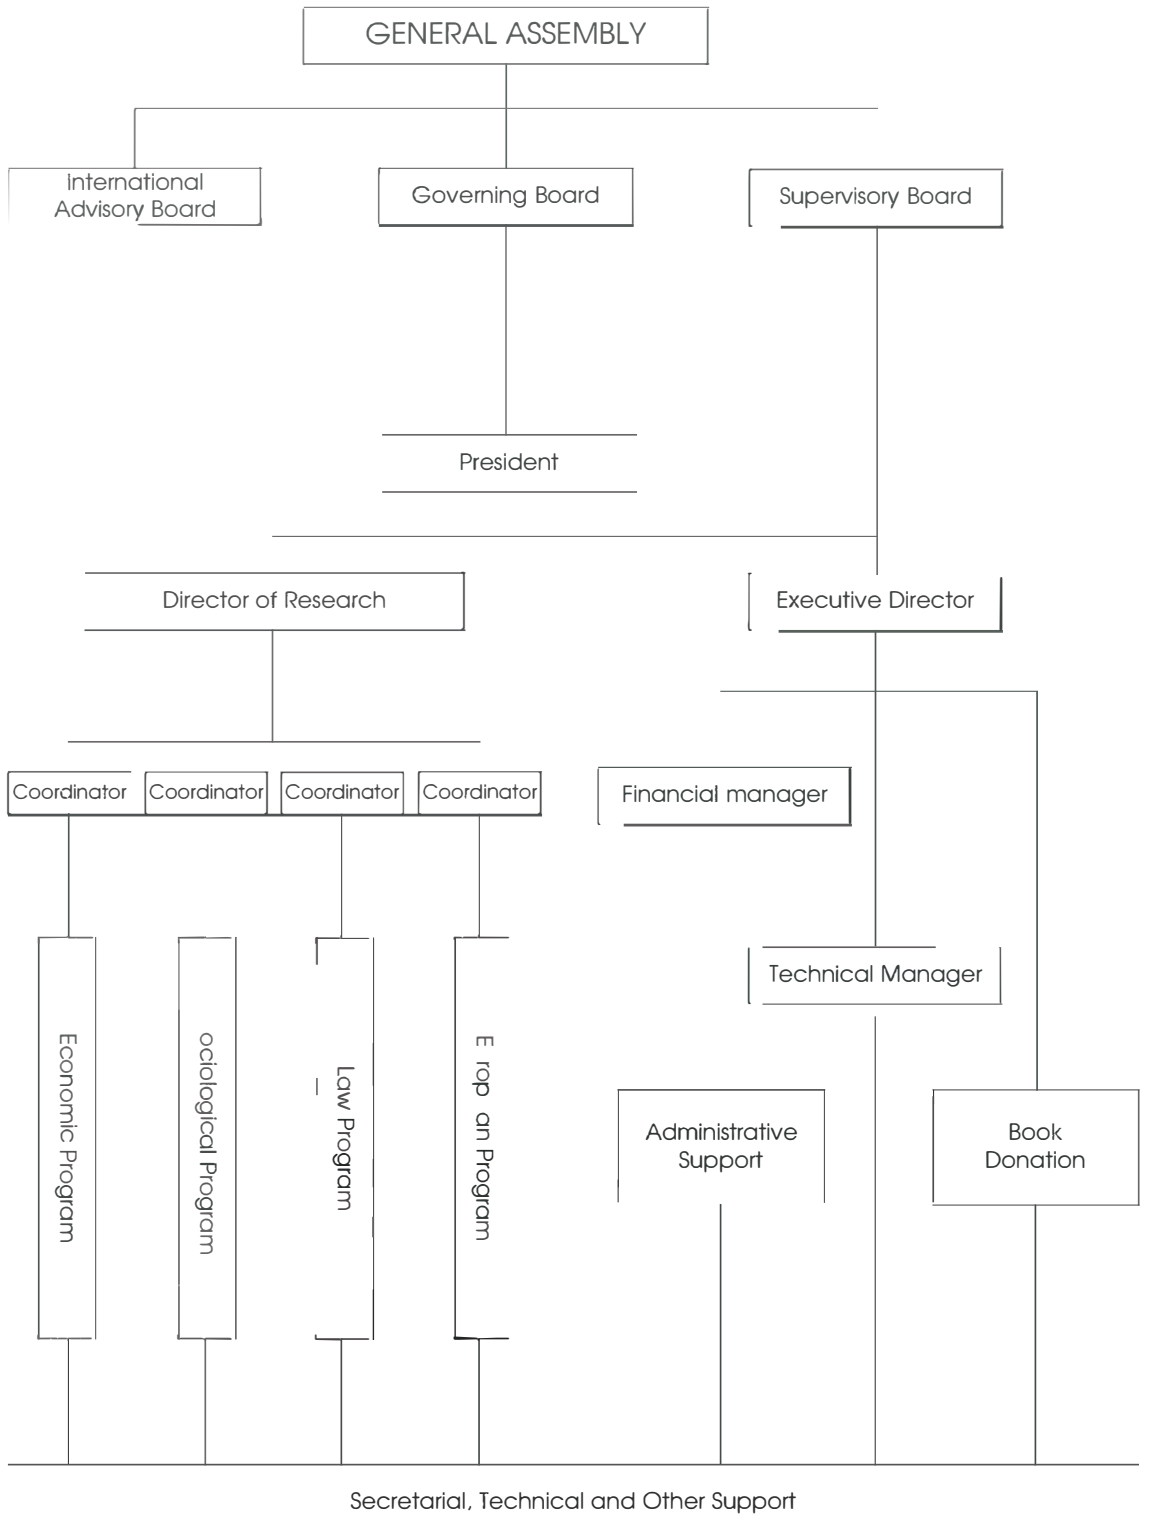 GENERAL ASSEMBLY
International
Advisory Board
Governing Board
Supervisory Board
President
Director of Research
Executive Director
Coordinator
Coordinator
Coordinator
Coordinator
Financial manager
Technical Manager
Economic Program
ociological Program
Law Program
E rop an Program
Administrative
Support
Book
Donation
Secretarial, Technical and Other Support